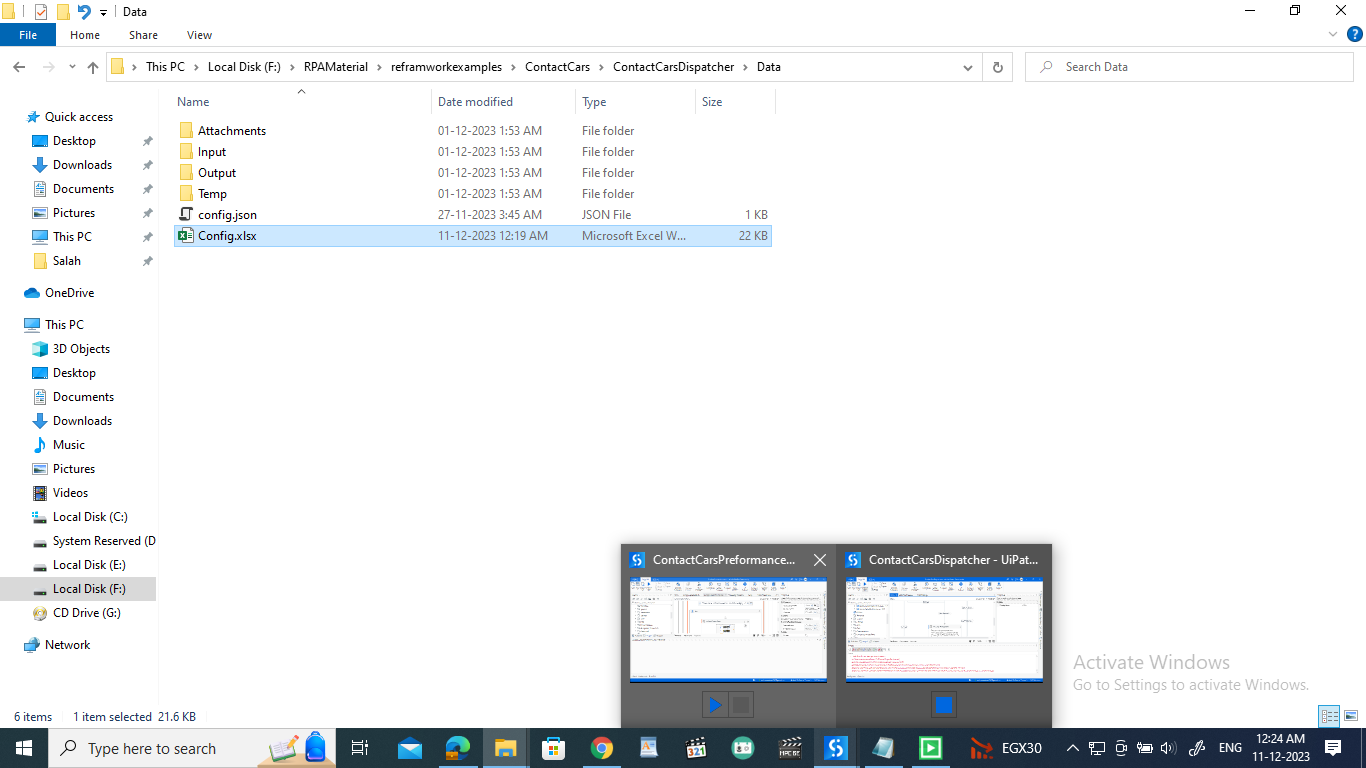 Data
File Home Share View
This PC Local Disk (F:) RPAMaterial reframworkexamples ContactCars ContactCarsDispatcher Data
Search Data
Name Date modified Type Size
Quick access
Desktop
Downloads
Documents
Pictures
This PC
Salah
OneDrive
This PC
3D Objects
Desktop
Documents
Downloads
Music
Pictures
Videos
Local Disk (C:)
System Reserved (D
Local Disk (E:)
Local Disk (F:)
CD Drive (G:)
Network
Attachments 01-12-2023 1:53 AM File folder
Input 01-12-2023 1:53 AM File folder
Output 01-12-2023 1:53 AM File folder
Temp 01-12-2023 1:53 AM File folder
config.json 27-11-2023 3:45 AM JSON File 1 KB
Config.xlsx 11-12-2023 12:19 AM Microsoft Excel W... 22 KB
ContactCarsPreformance...
ContactCarsDispatcher - UiPat...
Activate Windows
Go to Settings to activate Windows.
6 items 1 item selected 21.6 KB
Type here to search
321
EGX30
ENG
12:24 AM
11-12-2023